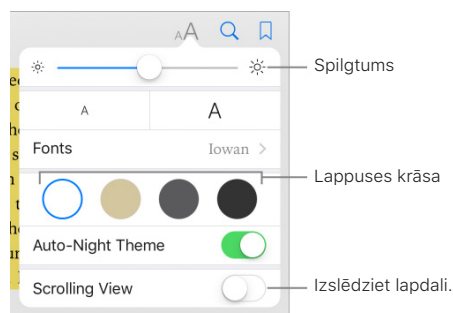 AA
Spilgtums
A A
Fonts Iowan >
Lappuses krāsa
Auto-Night Theme
Scrolling View
Izslēdziet lapdali.